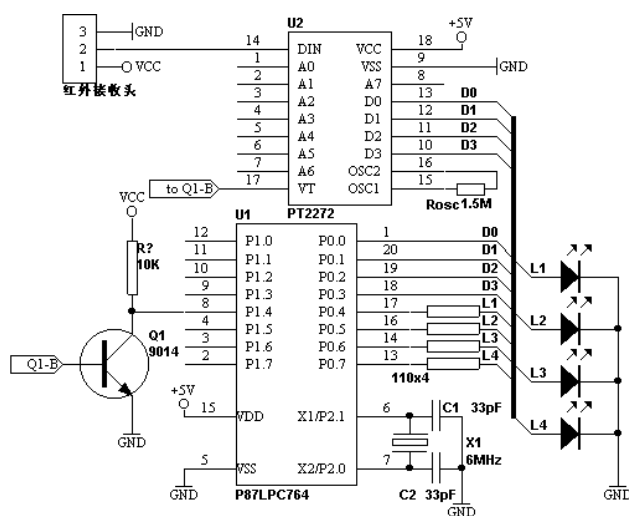 U2
+5V
3 GND
2
1 VCC
红外接收头
14 DIN VCC 18
1 A0 VSS 9 GND
2 A1 A7 8
3 A2 D0 13 D0
4 A3 D1 12 D1
5 A4 D2 11 D2
6 A5 D3 10 D3
7 A6 OSC2 16
to Q1-B 17 VT OSC1 15
Rosc 1.5M
U1 PT2272
VCC
R?
10K
12 P1.0 P0.0 1 D0
11 P1.1 P0.1 20 D1
10 P1.2 P0.2 19 D2
9 P1.3 P0.3 18 D3
8 P1.4 P0.4 17 L1
4 P1.5 P0.5 16 L2
3 P1.6 P0.6 14 L3
2 P1.7 P0.7 13 L4
110x4
L1
L2
L3
L4
Q1
9014
Q1-B
GND
+5V
15 VDD X1/P2.1 6
C1 33pF
X1
6MHz
5 VSS X2/P2.0 7
C2 33pF
GND
P87LPC764
GND
GND